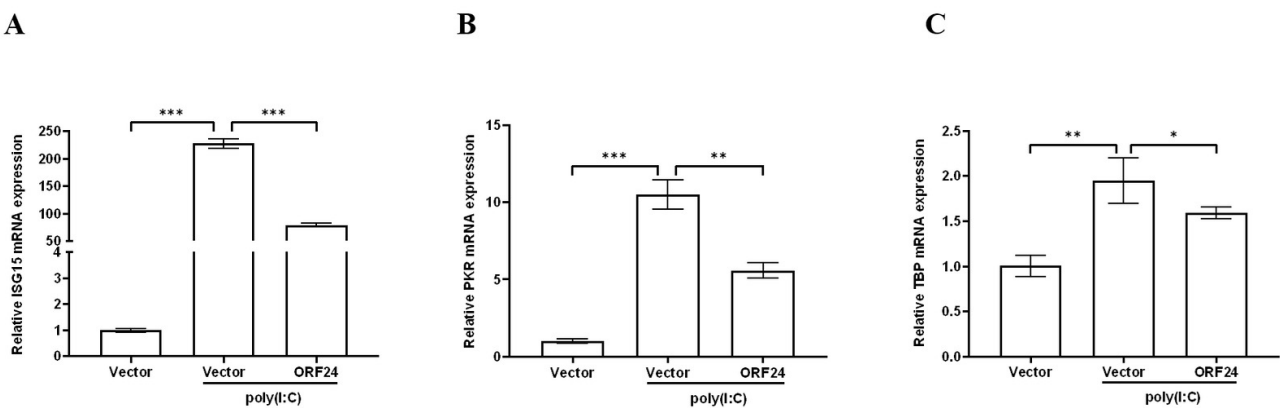 A
Relative ISG15 mRNA expression
250
200
150
100
50
4
3
2
1
0
***
***
Vector
Vector
ORF24
poly(I:C)
B
Relative PKR mRNA expression
15
10
5
0
***
**
Vector
Vector
ORF24
poly(I:C)
C
Relative TBP mRNA expression
2.5
2.0
1.5
1.0
0.5
0.0
**
*
Vector
Vector
ORF24
poly(I:C)